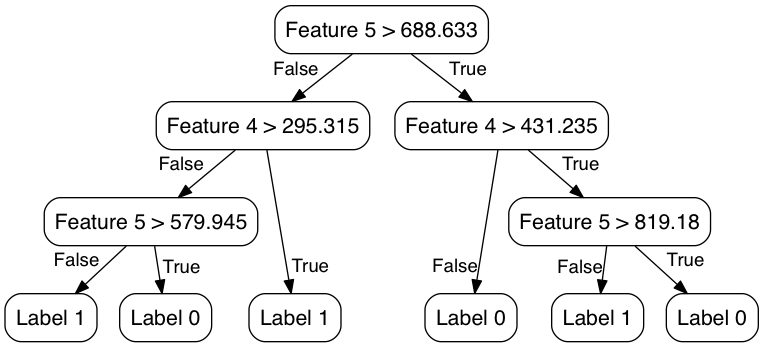 Feature 5 > 688.633
False
True
Feature 4 > 295.315
Feature 4 > 431.235
False
True
Feature 5 > 579.945
Feature 5 > 819.18
False
True
True
False
False
True
Label 1
Label 0
Label 1
Label 0
Label 1
Label 0